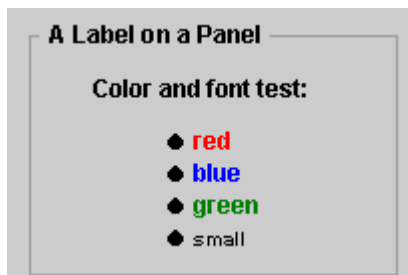 A Label on a Panel
Color and font test:
red
blue
green
small